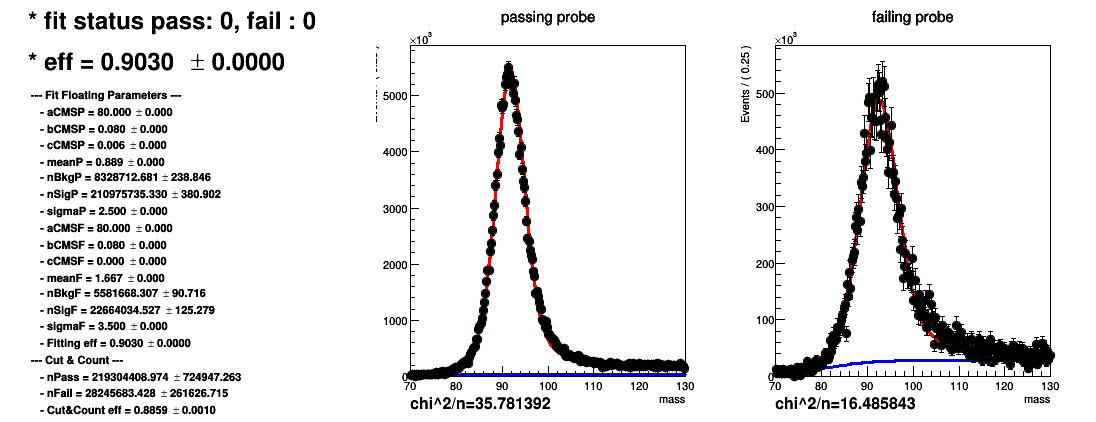 * fit status pass: 0, fail : 0
* eff = 0.9030 ± 0.0000
--- Fit Floating Parameters ---
- aCMSP = 80.000 ± 0.000
- bCMSP = 0.080 ± 0.000
- cCMSP = 0.006 ± 0.000
- meanP = 0.889 ± 0.000
- nBkgP = 8328712.681 ± 238.846
- nSigP = 210975735.330 ± 380.902
- sigmaP = 2.500 ± 0.000
- aCMSF = 80.000 ± 0.000
- bCMSF = 0.080 ± 0.000
- cCMSF = 0.000 ± 0.000
- meanF = 1.667 ± 0.000
- nBkgF = 5581668.307 ± 90.716
- nSigF = 22664034.527 ± 125.279
- sigmaF = 3.500 ± 0.000
- Fitting eff = 0.9030 ± 0.0000
--- Cut & Count ---
- nPass = 219304408.974 ± 724947.263
- nFail = 28245683.428 ± 261626.715
- Cut&Count eff = 0.8859 ± 0.0010
passing probe
×10³
5000
4000
3000
2000
1000
0
70 80 90 100 110 120 130
mass
chi^2/n=35.781392
failing probe
×10³
Events / ( 0.25 )
500
400
300
200
100
0
70 80 90 100 110 120 130
mass
chi^2/n=16.485843